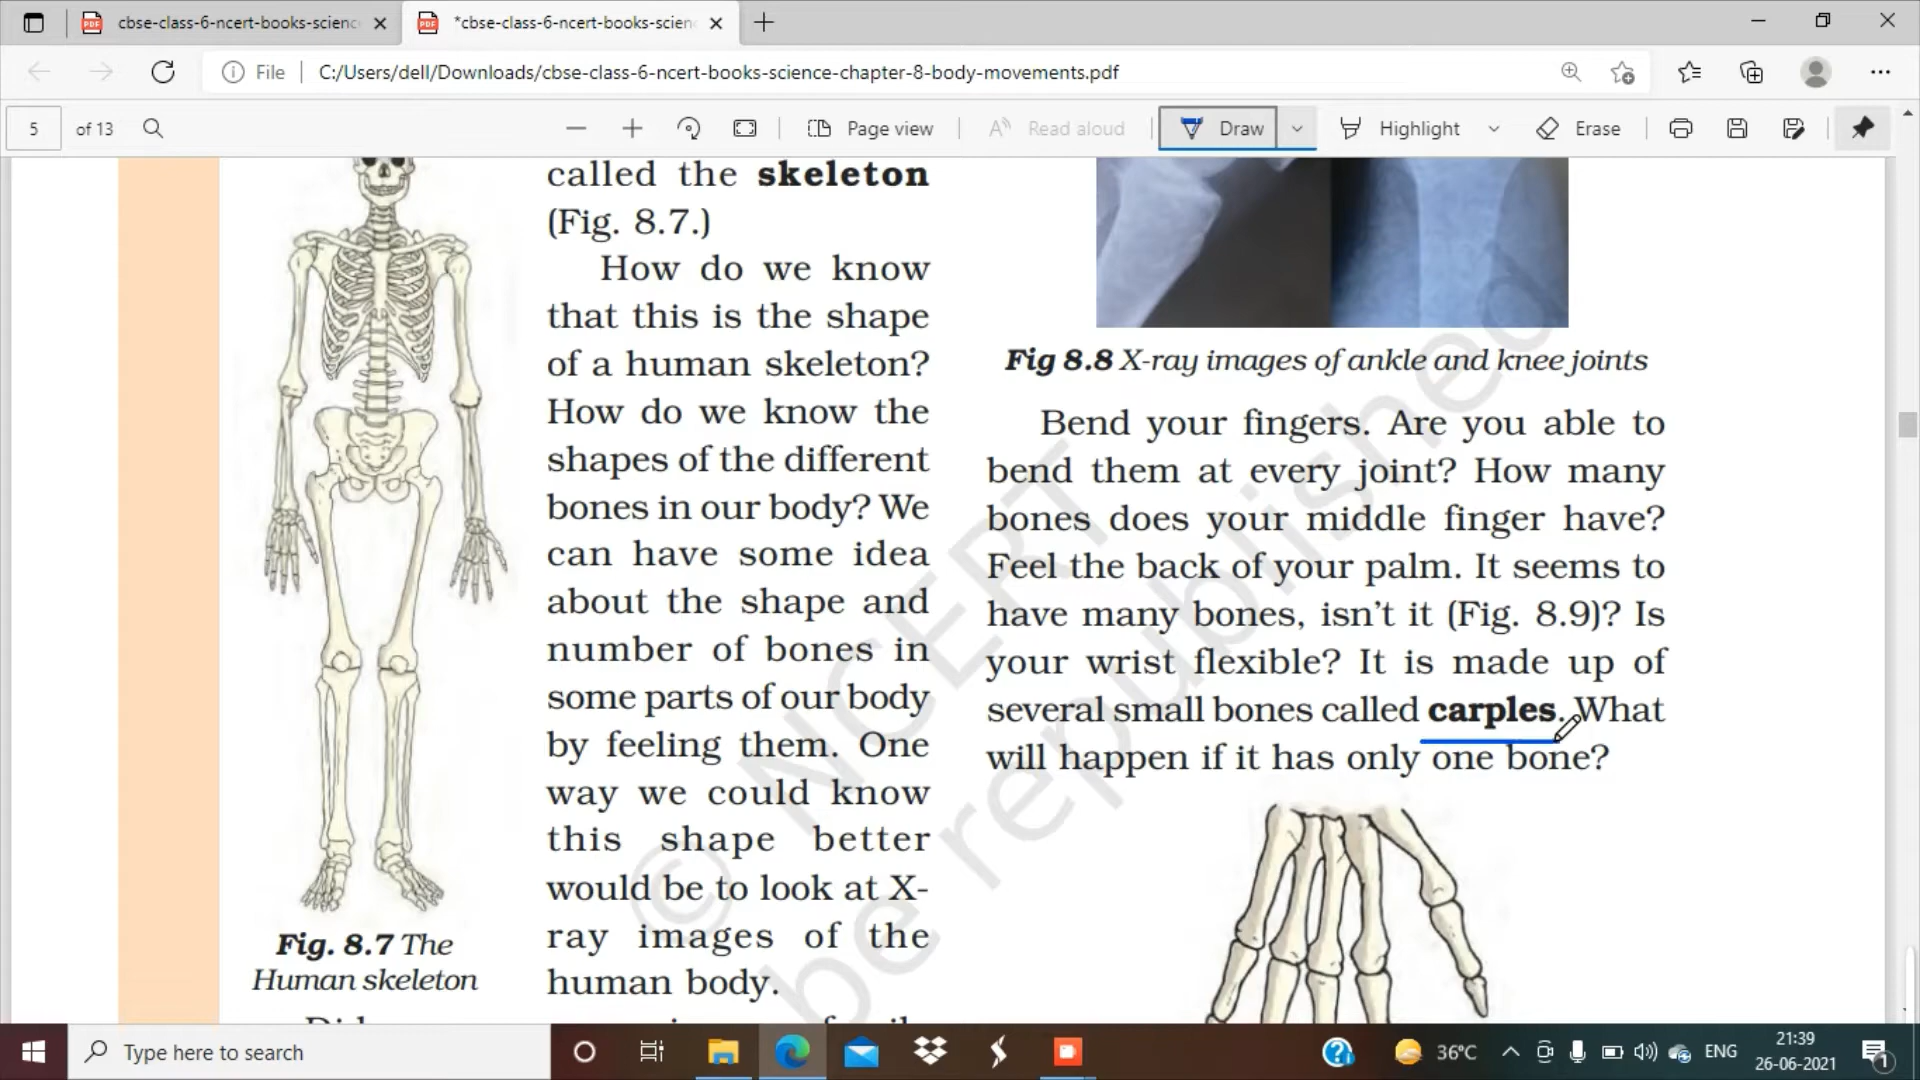 cbse-class-6-ncert-books-science
*cbse-class-6-ncert-books-scien
File
C:/Users/dell/Downloads/cbse-class-6-ncert-books-science-chapter-8-body-movements.pdf
5 of 13
Page view
Read aloud
Draw
Highlight
Erase
called the skeleton
(Fig. 8.7.)
How do we know
that this is the shape
of a human skeleton?
How do we know the
shapes of the different
bones in our body? We
can have some idea
about the shape and
number of bones in
some parts of our body
by feeling them. One
way we could know
this shape better
would be to look at X-
ray images of the
human body.
Fig. 8.7 The
Human skeleton
Fig 8.8 X-ray images of ankle and knee joints
Bend your fingers. Are you able to
bend them at every joint? How many
bones does your middle finger have?
Feel the back of your palm. It seems to
have many bones, isn't it (Fig. 8.9)? Is
your wrist flexible? It is made up of
several small bones called carples. What
will happen if it has only one bone?
© NCERT
be republished
Type here to search
36°C
ENG
21:39
26-06-2021
1